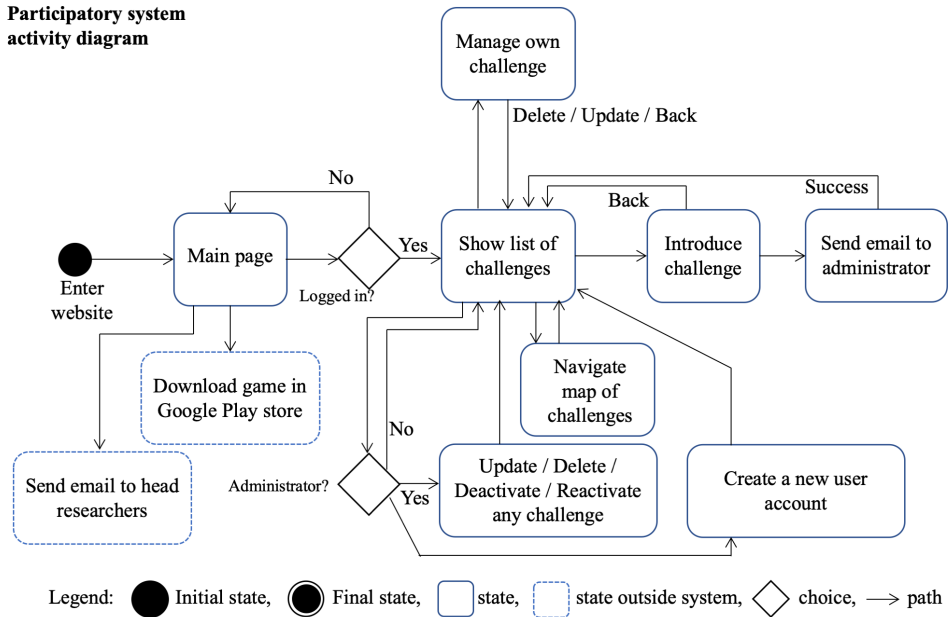 Participatory system
activity diagram
Manage own
challenge
Delete / Update / Back
No
Success
Back
Main page
Yes
Show list of
challenges
Introduce
challenge
Send email to
administrator
Enter
website
Logged in?
Download game in
Google Play store
Navigate
map of
challenges
No
Send email to head
researchers
Administrator?
Yes
Update / Delete /
Deactivate / Reactivate
any challenge
Create a new user
account
Legend: Initial state, Final state, state, state outside system, choice, path